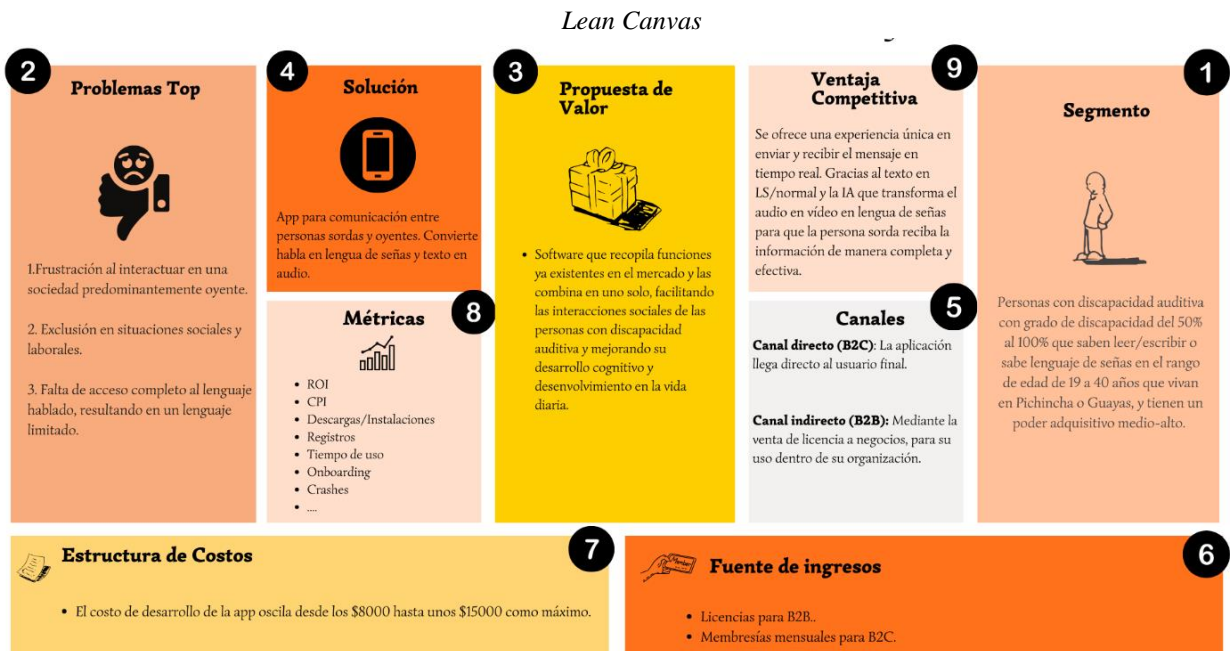 Lean Canvas
2
Problemas Top
1.Frustración al interactuar en una
sociedad predominantemente oyente.
2. Exclusión en situaciones sociales y
laborales.
3. Falta de acceso completo al lenguaje
hablado, resultando en un lenguaje
limitado.
4
Solución
App para comunicación entre
personas sordas y oyentes. Convierte
habla en lengua de señas y texto en
audio.
Métricas
8
• ROI
• CPI
• Descargas/Instalaciones
• Registros
• Tiempo de uso
• Onboarding
• Crashes
• ....
3
Propuesta de
Valor
• Software que recopila funciones
ya existentes en el mercado y las
combina en uno solo, facilitando
las interacciones sociales de las
personas con discapacidad
auditiva y mejorando su
desarrollo cognitivo y
desenvolvimiento en la vida
diaria.
9
Ventaja
Competitiva
Se ofrece una experiencia única en
enviar y recibir el mensaje en
tiempo real. Gracias al texto en
LS/normal y la IA que transforma el
audio en vídeo en lengua de señas
para que la persona sorda reciba la
información de manera completa y
efectiva.
Canales
5
Canal directo (B2C): La aplicación
llega directo al usuario final.
Canal indirecto (B2B): Mediante la
venta de licencia a negocios, para su
uso dentro de su organización.
1
Segmento
Personas con discapacidad auditiva
con grado de discapacidad del 50%
al 100% que saben leer/escribir o
sabe lenguaje de señas en el rango
de edad de 19 a 40 años que vivan
en Pichincha o Guayas, y tienen un
poder adquisitivo medio-alto.
Estructura de Costos
7
• El costo de desarrollo de la app oscila desde los $8000 hasta unos $15000 como máximo.
Fuente de ingresos
6
• Licencias para B2B..
• Membresías mensuales para B2C.